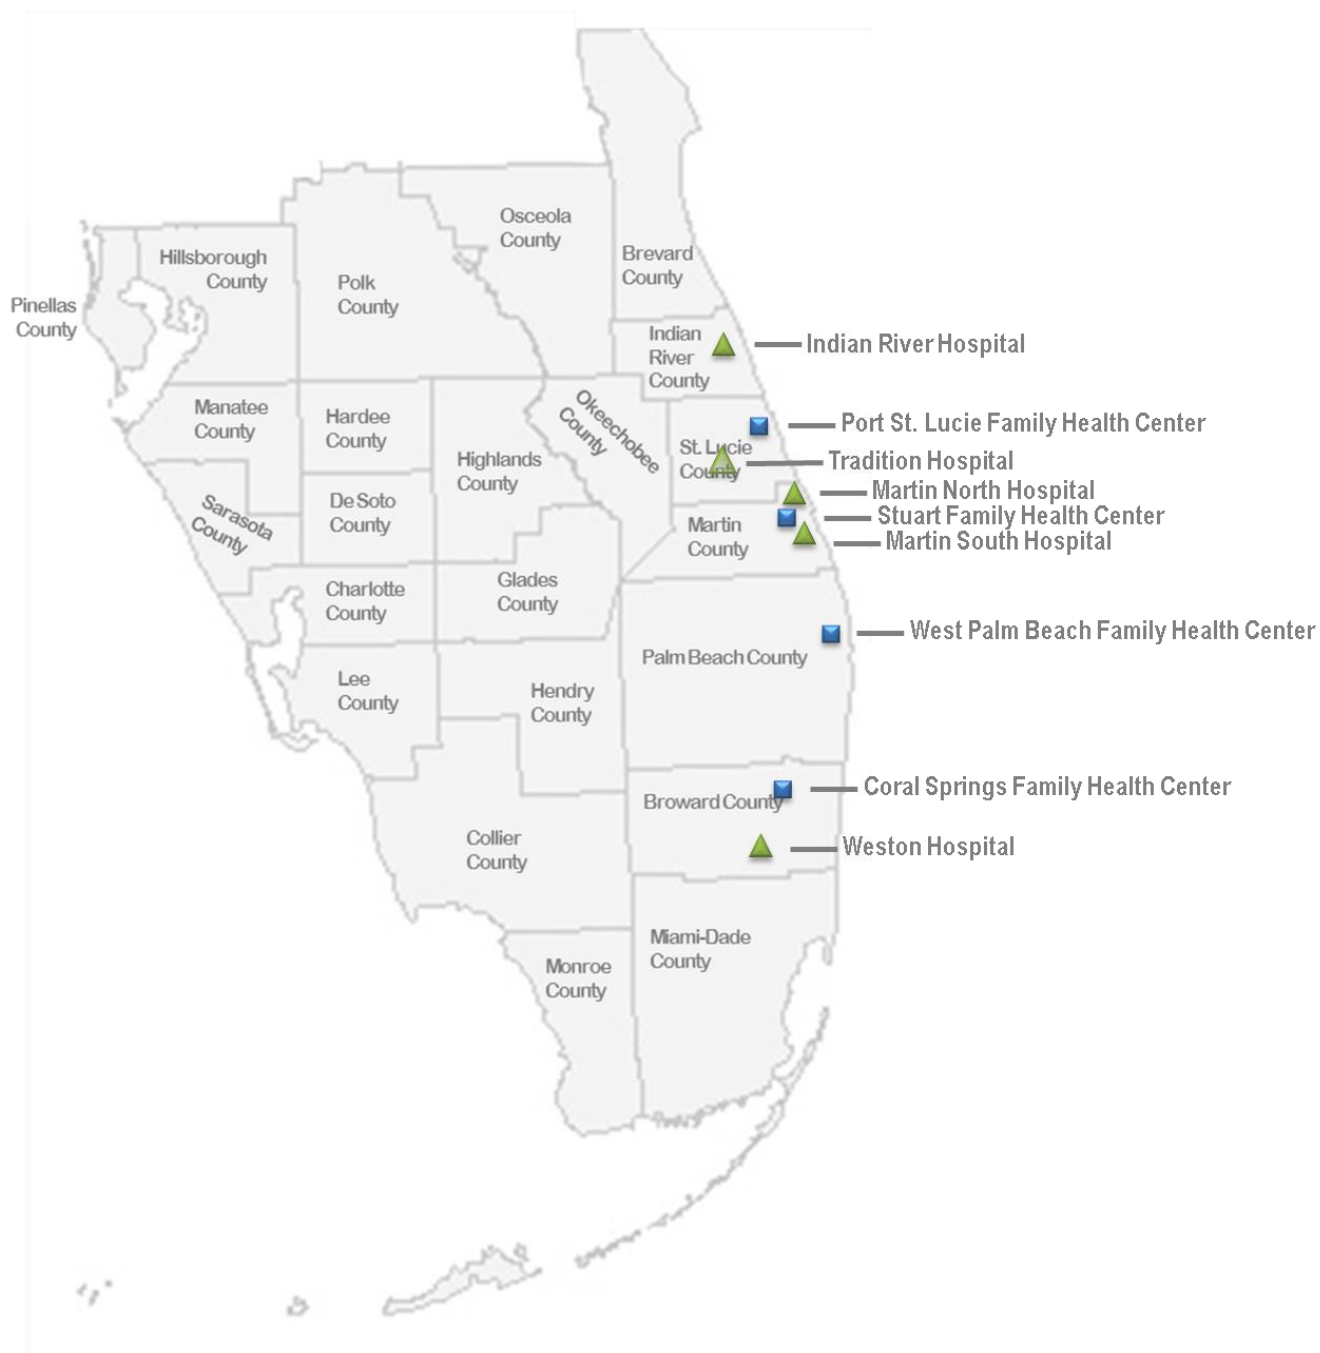 Osceola
County
Hillsborough
County
Brevard
County
Polk
County
Pinellas
County
Indian
River
County
Indian River Hospital
Manatee
County
Hardee
County
Okeechobee
County
Port St. Lucie Family Health Center
St. Lucie
County
Tradition Hospital
Highlands
County
Martin North Hospital
Sarasota
County
De Soto
County
Martin
County
Stuart Family Health Center
Martin South Hospital
Charlotte
County
Glades
County
West Palm Beach Family Health Center
Palm Beach County
Lee
County
Hendry
County
Coral Springs Family Health Center
Broward County
Collier
County
Weston Hospital
Miami-Dade
County
Monroe
County